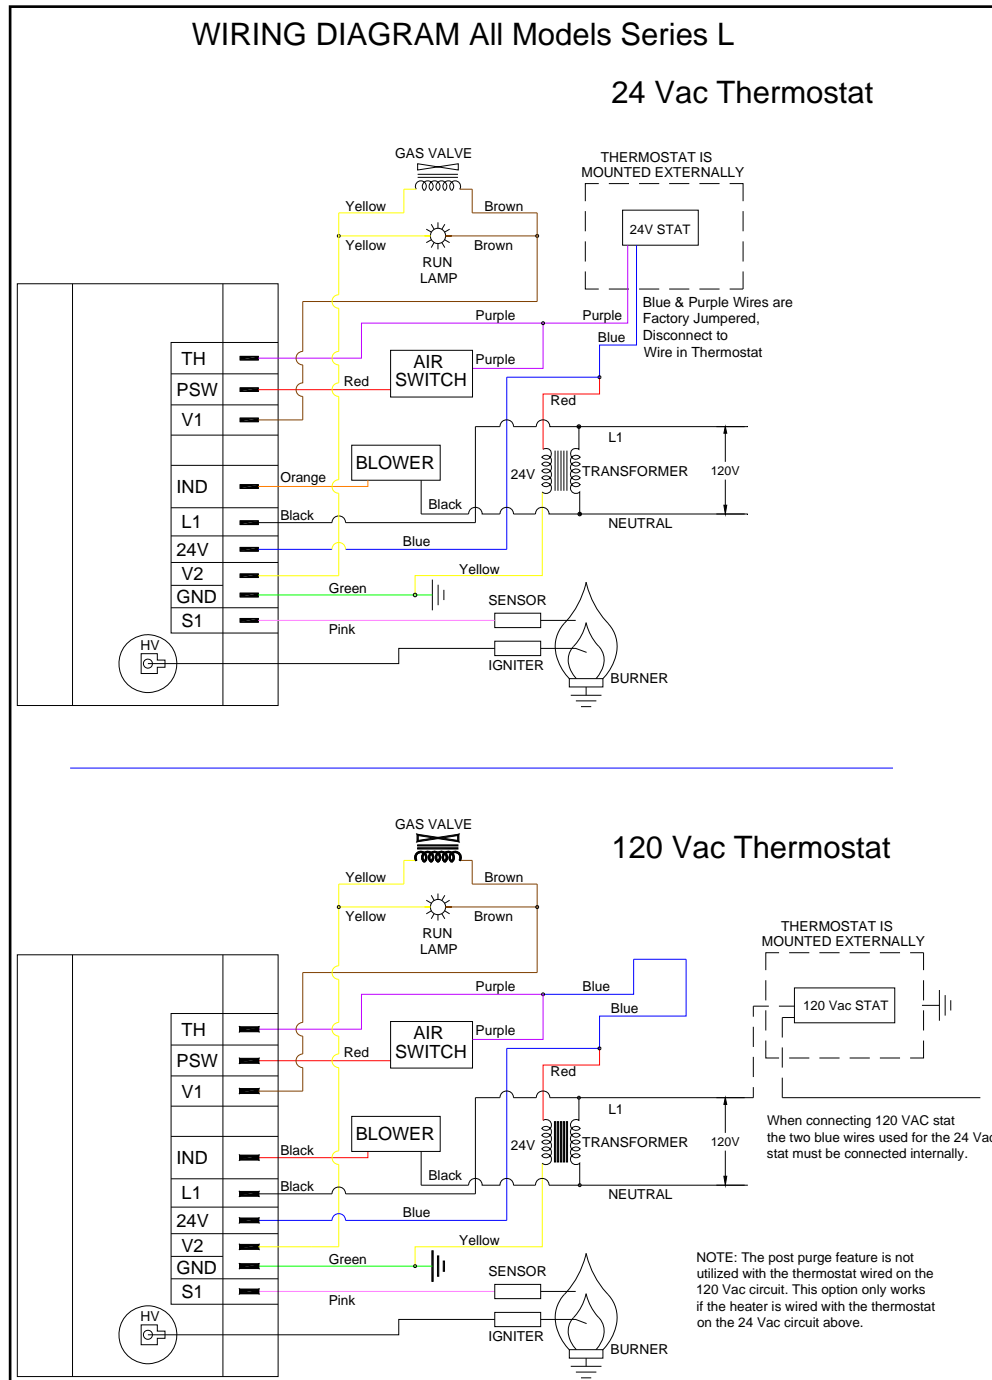 WIRING DIAGRAM All Models Series L
24 Vac Thermostat
GAS VALVE
THERMOSTAT IS
MOUNTED EXTERNALLY
Yellow
Brown
24V STAT
Yellow
Brown
RUN
LAMP
Blue & Purple Wires are
Factory Jumpered,
Disconnect to
Wire in Thermostat
Purple
Purple
Blue
TH
AIR
SWITCH
Purple
PSW
Red
Red
V1
L1
BLOWER
24V
TRANSFORMER
120V
IND
Orange
Black
L1
Black
NEUTRAL
24V
Blue
V2
Yellow
GND
Green
SENSOR
S1
Pink
HV
IGNITER
BURNER
GAS VALVE
120 Vac Thermostat
Yellow
Brown
Yellow
Brown
RUN
LAMP
THERMOSTAT IS
MOUNTED EXTERNALLY
120 Vac STAT
Purple
Blue
Blue
TH
AIR
SWITCH
Purple
PSW
Red
Red
V1
L1
When connecting 120 VAC stat
the two blue wires used for the 24 Vac
stat must be connected internally.
BLOWER
24V
TRANSFORMER
120V
IND
Black
Black
L1
Black
NEUTRAL
24V
Blue
V2
Yellow
GND
Green
SENSOR
S1
Pink
NOTE: The post purge feature is not
utilized with the thermostat wired on the
120 Vac circuit. This option only works
if the heater is wired with the thermostat
on the 24 Vac circuit above.
HV
IGNITER
BURNER